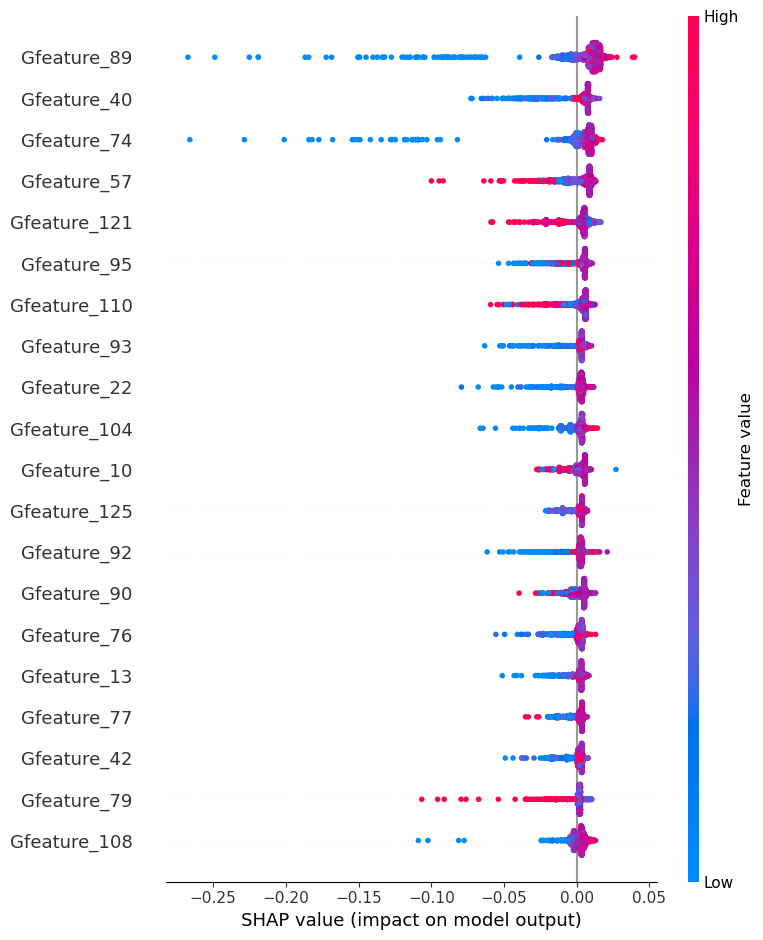 High
Gfeature_89
Gfeature_40
Gfeature_74
Gfeature_57
Gfeature_121
Gfeature_95
Gfeature_110
Gfeature_93
Gfeature_22
Gfeature_104
Gfeature_10
Gfeature_125
Gfeature_92
Gfeature_90
Gfeature_76
Gfeature_13
Gfeature_77
Gfeature_42
Gfeature_79
Gfeature_108
Feature value
Low
−0.25 −0.20 −0.15 −0.10 −0.05 0.00 0.05
SHAP value (impact on model output)